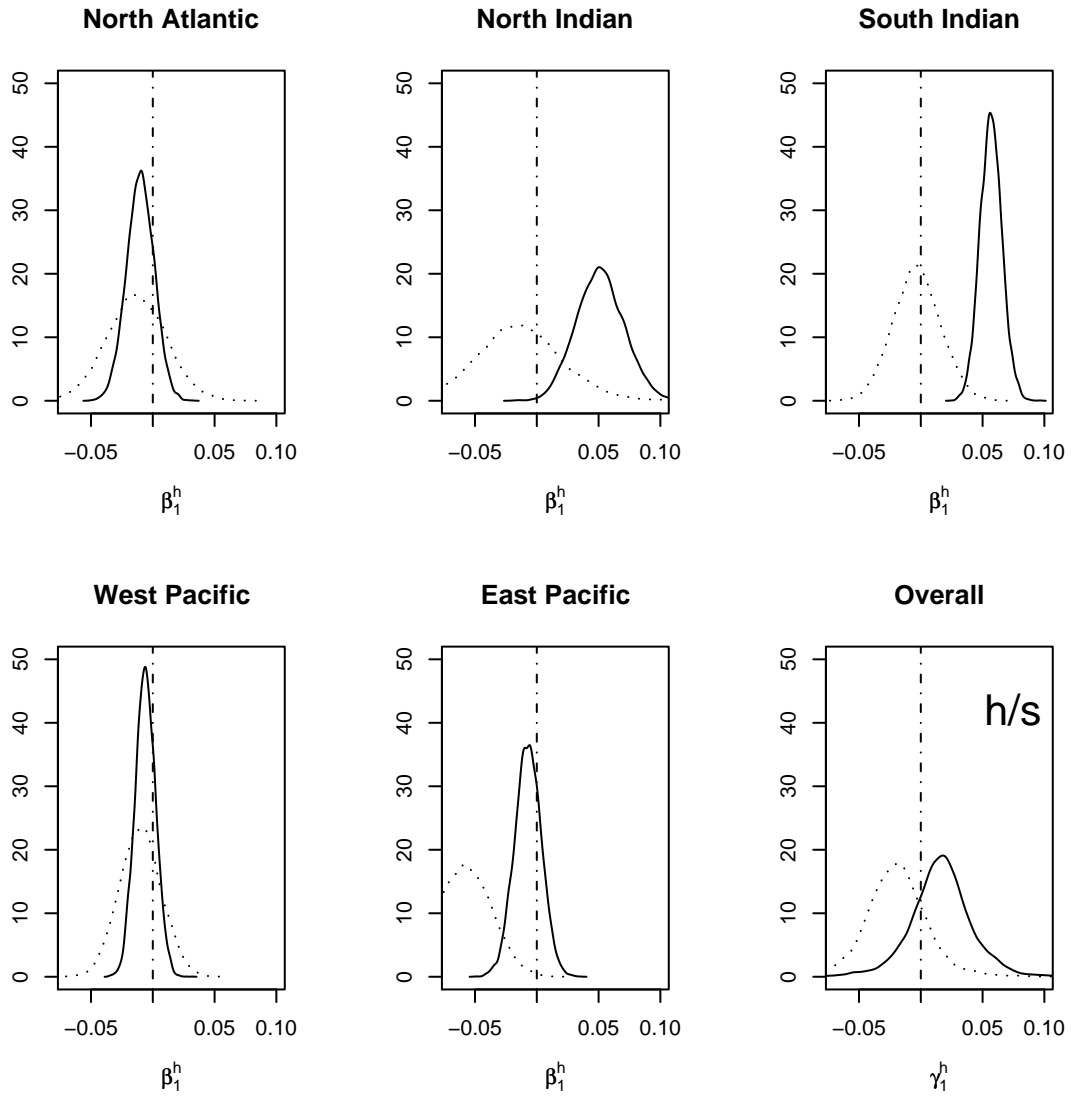 North Atlantic North Indian South Indian
50 50 50
40 40 40
30 30 30
20 20 20
10 10 10
0 0 0
−0.05 0.05 0.10 −0.05 0.05 0.10 −0.05 0.05 0.10
β₁ʰ β₁ʰ β₁ʰ
West Pacific East Pacific Overall
50 50 50
h/s
40 40 40
30 30 30
20 20 20
10 10 10
0 0 0
−0.05 0.05 0.10 −0.05 0.05 0.10 −0.05 0.05 0.10
β₁ʰ β₁ʰ γ₁ʰ